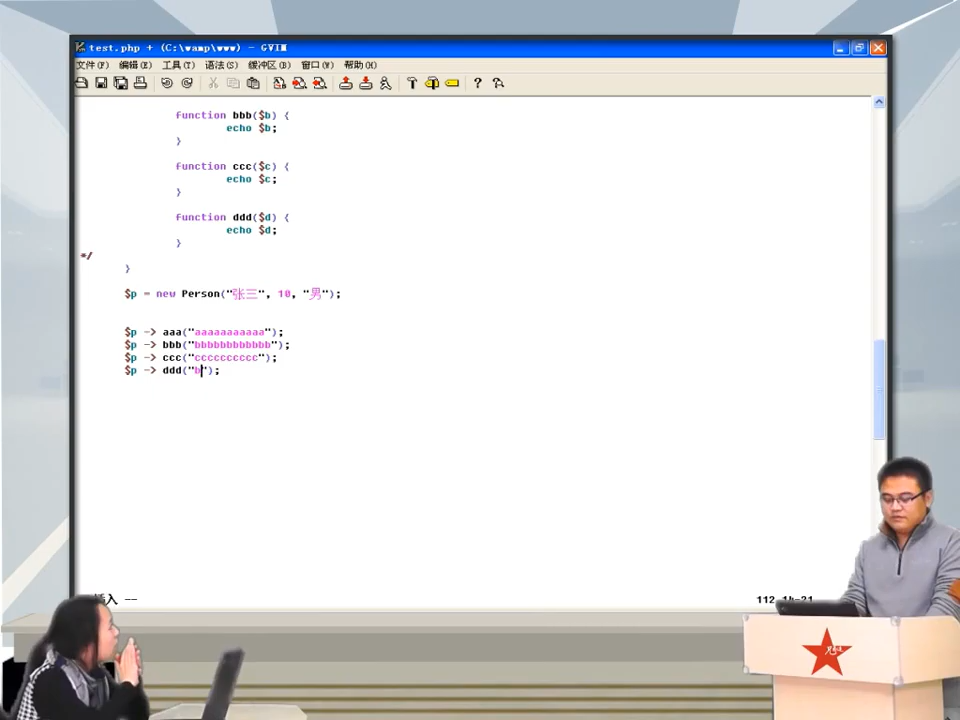 test.php + (C:\wamp\www) - GVIM
文件(F) 编辑(E) 工具(T) 语法(S) 缓冲区(B) 窗口(W) 帮助(H)
function bbb($b) {
echo $b;
}
function ccc($c) {
echo $c;
}
function ddd($d) {
echo $d;
}
*/
}
$p = new Person("张三", 10, "男");
$p -> aaa("aaaaaaaaaaa");
$p -> bbb("bbbbbbbbbbbb");
$p -> ccc("cccccccccc");
$p -> ddd("b");
插入 --